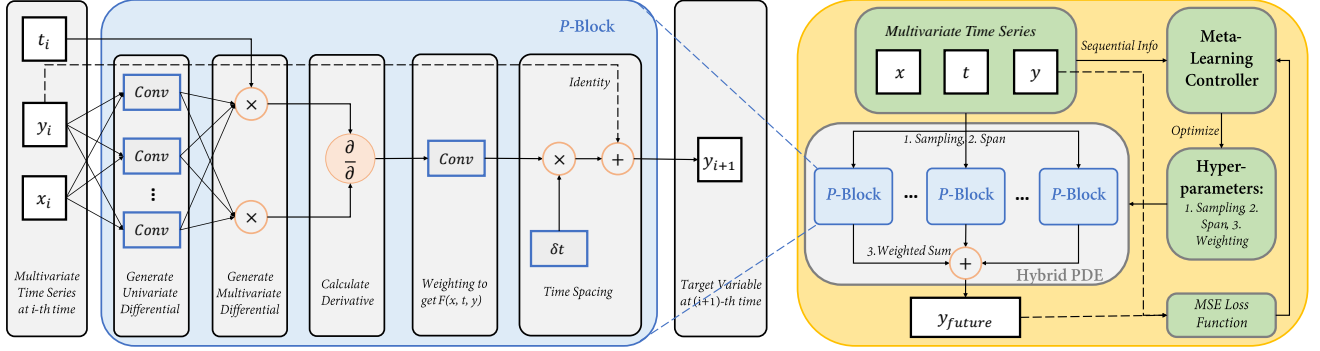 P-Block
t_i
y_i
x_i
Conv
Conv
⋮
Conv
×
×
∂
∂
Conv
Identity
×
+
δt
y_{i+1}
Multivariate
Time Series
at i-th time
Generate
Univariate
Differential
Generate
Multivariate
Differential
Calculate
Derivative
Weighting to
get F(x, t, y)
Time Spacing
Target Variable
at (i+1)-th time
Multivariate Time Series
x
t
y
Sequential Info
Meta-
Learning
Controller
Optimize
Hyper-
parameters:
1. Sampling, 2.
Span, 3.
Weighting
1. Sampling, 2. Span
P-Block
...
P-Block
...
P-Block
3.Weighted Sum
+
Hybrid PDE
y_{future}
MSE Loss
Function